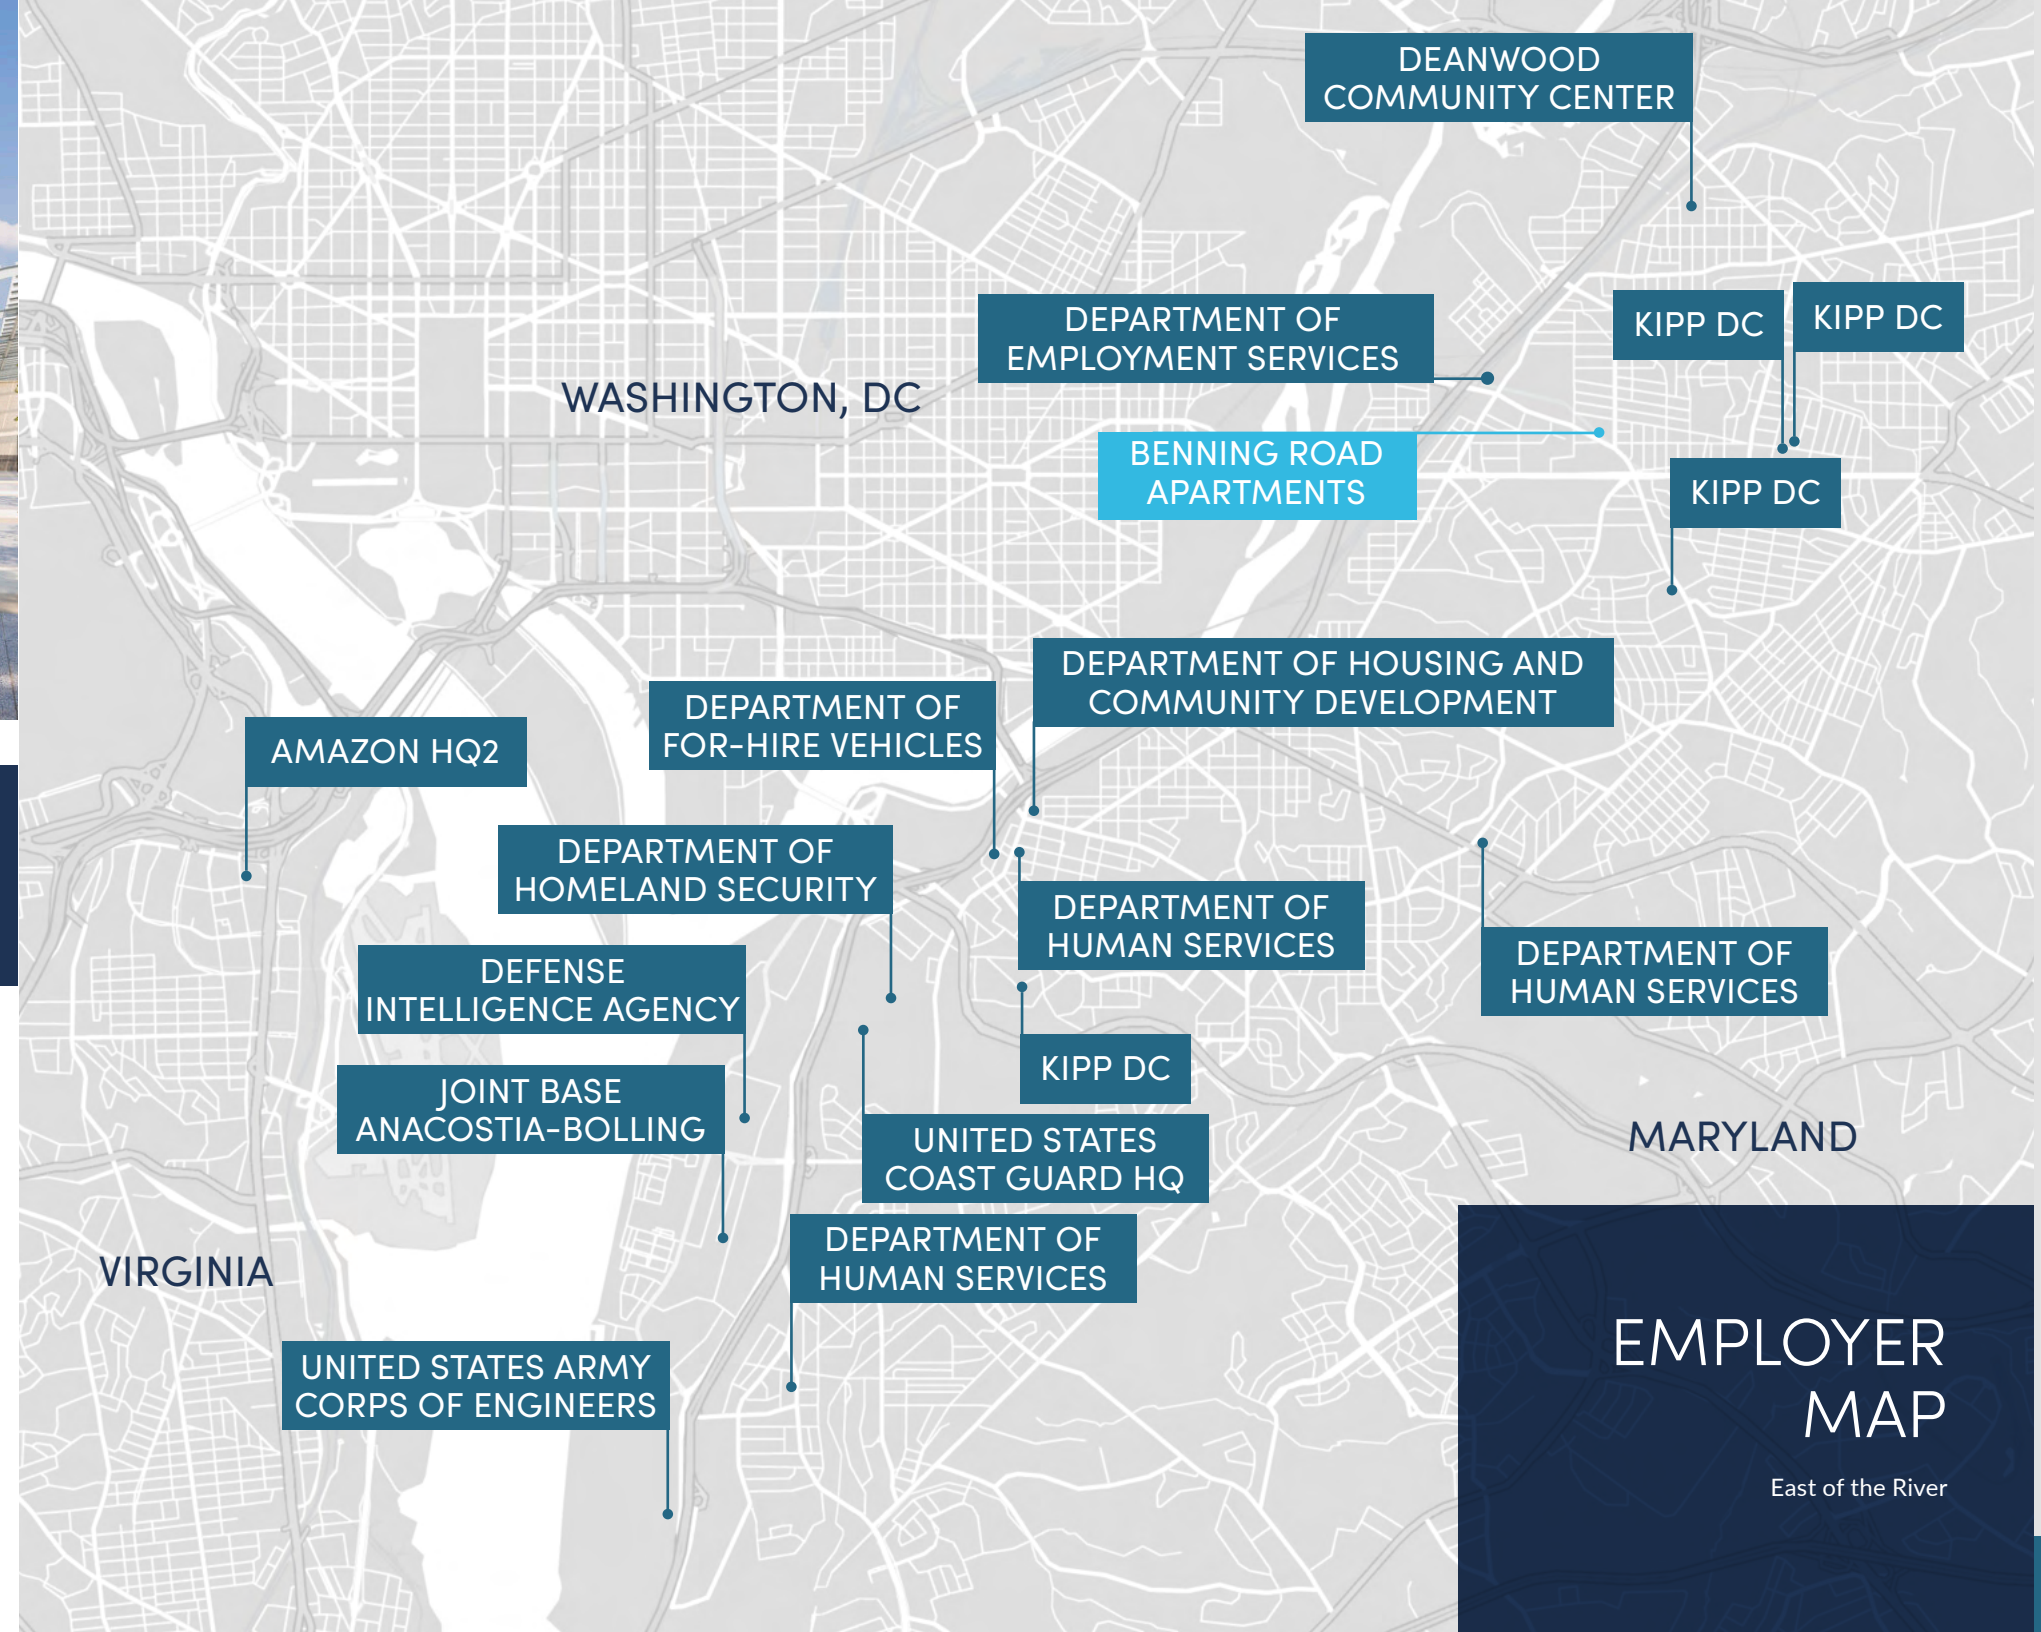 DEANWOOD
COMMUNITY CENTER
DEPARTMENT OF
EMPLOYMENT SERVICES
KIPP DC
KIPP DC
WASHINGTON, DC
BENNING ROAD
APARTMENTS
KIPP DC
DEPARTMENT OF HOUSING AND
COMMUNITY DEVELOPMENT
DEPARTMENT OF
FOR-HIRE VEHICLES
AMAZON HQ2
DEPARTMENT OF
HOMELAND SECURITY
DEPARTMENT OF
HUMAN SERVICES
DEPARTMENT OF
HUMAN SERVICES
DEFENSE
INTELLIGENCE AGENCY
KIPP DC
JOINT BASE
ANACOSTIA-BOLLING
UNITED STATES
COAST GUARD HQ
MARYLAND
DEPARTMENT OF
HUMAN SERVICES
VIRGINIA
UNITED STATES ARMY
CORPS OF ENGINEERS
EMPLOYER
MAP
East of the River